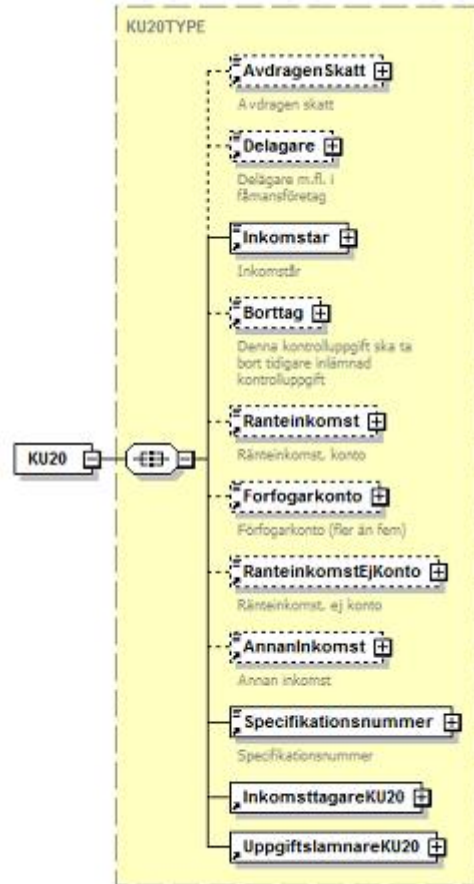 KU20TYPE
AvdragenSkatt
Avdragen skatt
Delagare
Delägare m.fl. i
fåmansföretag
Inkomstar
Inkomstår
Borttag
Denna kontrolluppgift ska ta
bort tidigare inlämnad
kontrolluppgift
Ranteinkomst
Ränteinkomst, konto
KU20
Forfogarkonto
Förfogarkonto (fler än fem)
RanteinkomstEjKonto
Ränteinkomst, ej konto
AnnanInkomst
Annan inkomst
Specifikationsnummer
Specifikationsnummer
InkomsttagareKU20
UppgiftslamnareKU20